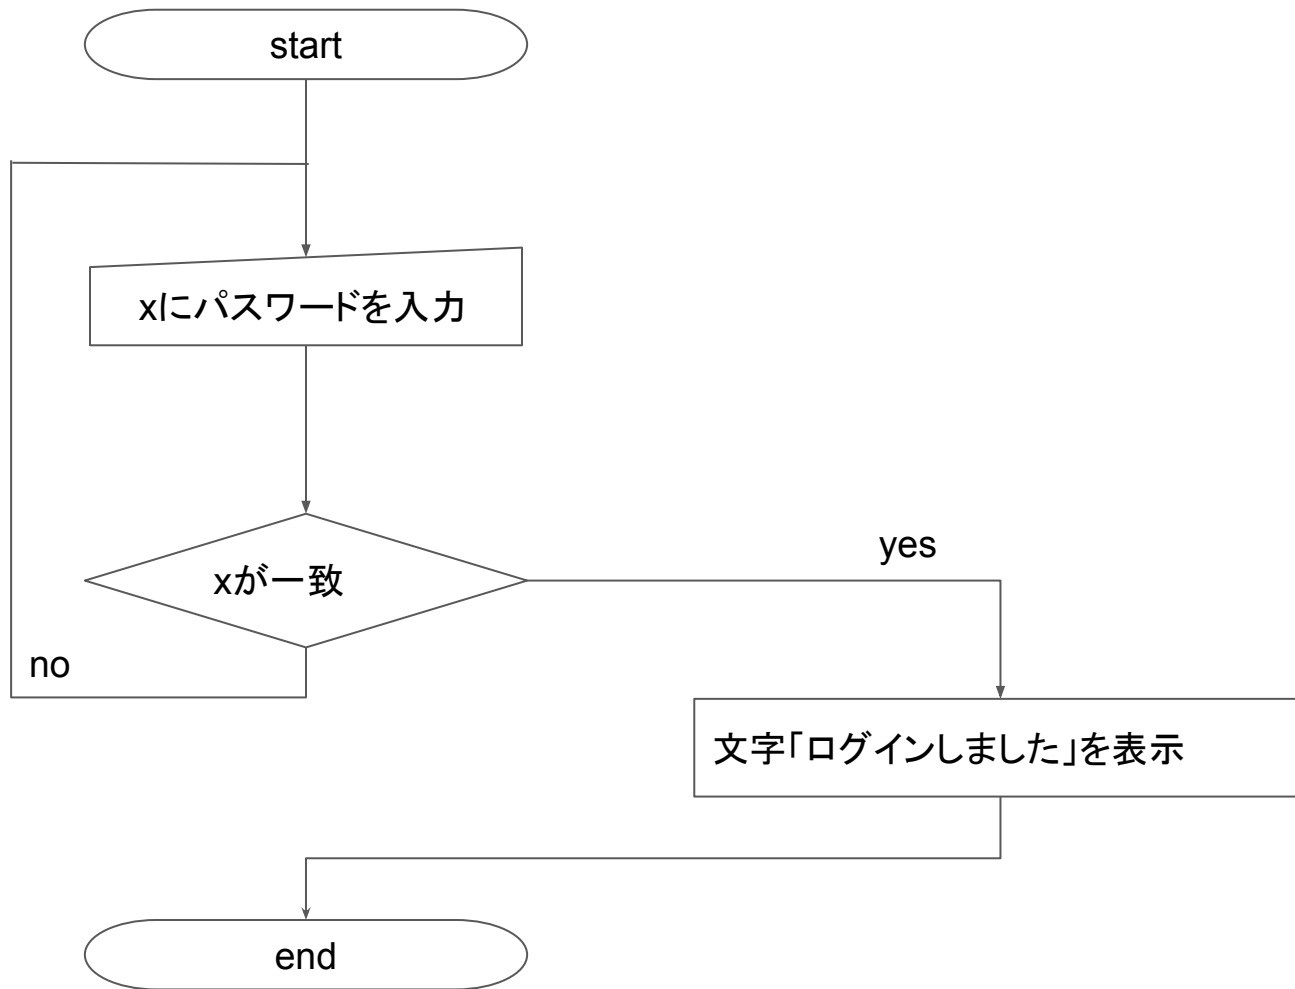 start
xにパスワードを入力
xが一致
yes
no
文字「ログインしました」を表示
end